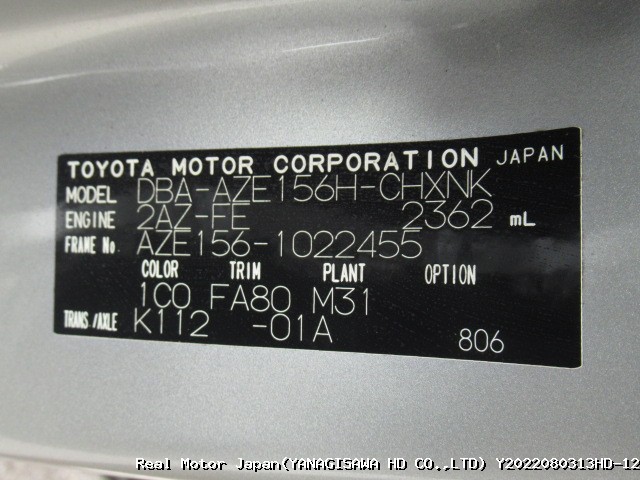 TOYOTA MOTOR CORPORATION JAPAN
MODEL DBA-AZE156H-CHXNK
ENGINE 2AZ-FE 2362 mL
FRAME No. AZE156-1022455
COLOR TRIM PLANT OPTION
1C0 FA80 M31
TRANS./AXLE K112 -01A
806
Real Motor Japan(YANAGISAWA HD CO.,LTD) Y2022080313HD-12